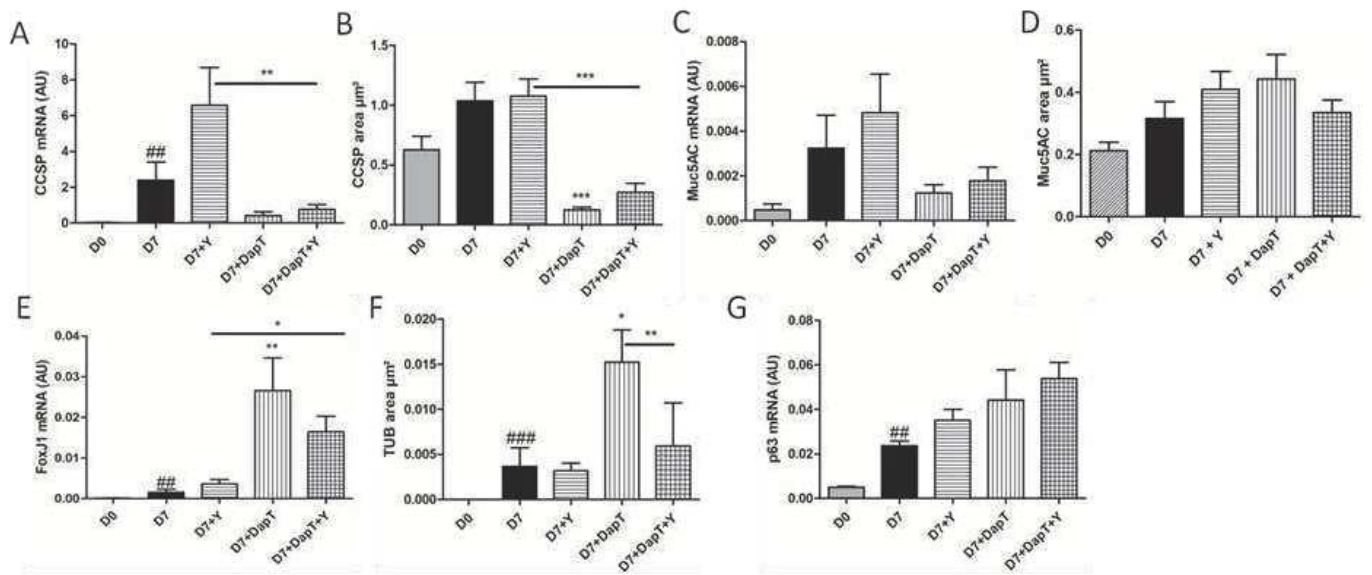 A
CCSP mRNA (AU)
10
8
6
4
2
0
##
**
D0
D7
D7+Y
D7+DapT
D7+DapT+Y
B
CCSP area µm²
1.5
1.0
0.5
0.0
***
***
D0
D7
D7+Y
D7+DapT
D7+DapT+Y
C
Muc5AC mRNA (AU)
0.008
0.006
0.004
0.002
0.000
D0
D7
D7+Y
D7+DapT
D7+DapT+Y
D
Muc5AC area µm²
0.6
0.4
0.2
0.0
D0
D7
D7 + Y
D7 + DapT
D7 + DapT+Y
E
FoxJ1 mRNA (AU)
0.04
0.03
0.02
0.01
0.00
##
*
**
D0
D7
D7+Y
D7+DapT
D7+DapT+Y
F
TUB area µm²
0.020
0.015
0.010
0.005
0.000
###
*
**
D0
D7
D7+Y
D7+DapT
D7+DapT+Y
G
p63 mRNA (AU)
0.08
0.06
0.04
0.02
0.00
##
D0
D7
D7+Y
D7+DapT
D7+DapT+Y